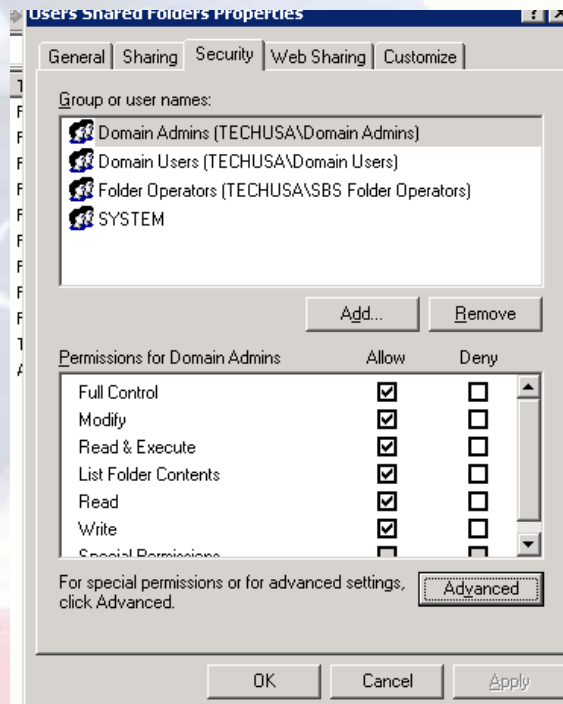 Users Shared Folders Properties
General Sharing Security Web Sharing Customize
Group or user names:
Domain Admins (TECHUSA\Domain Admins)
Domain Users (TECHUSA\Domain Users)
Folder Operators (TECHUSA\SBS Folder Operators)
SYSTEM
Add... Remove
Permissions for Domain Admins Allow Deny
Full Control
Modify
Read & Execute
List Folder Contents
Read
Write
Special Permissions
For special permissions or for advanced settings, click Advanced.
Advanced
OK Cancel Apply